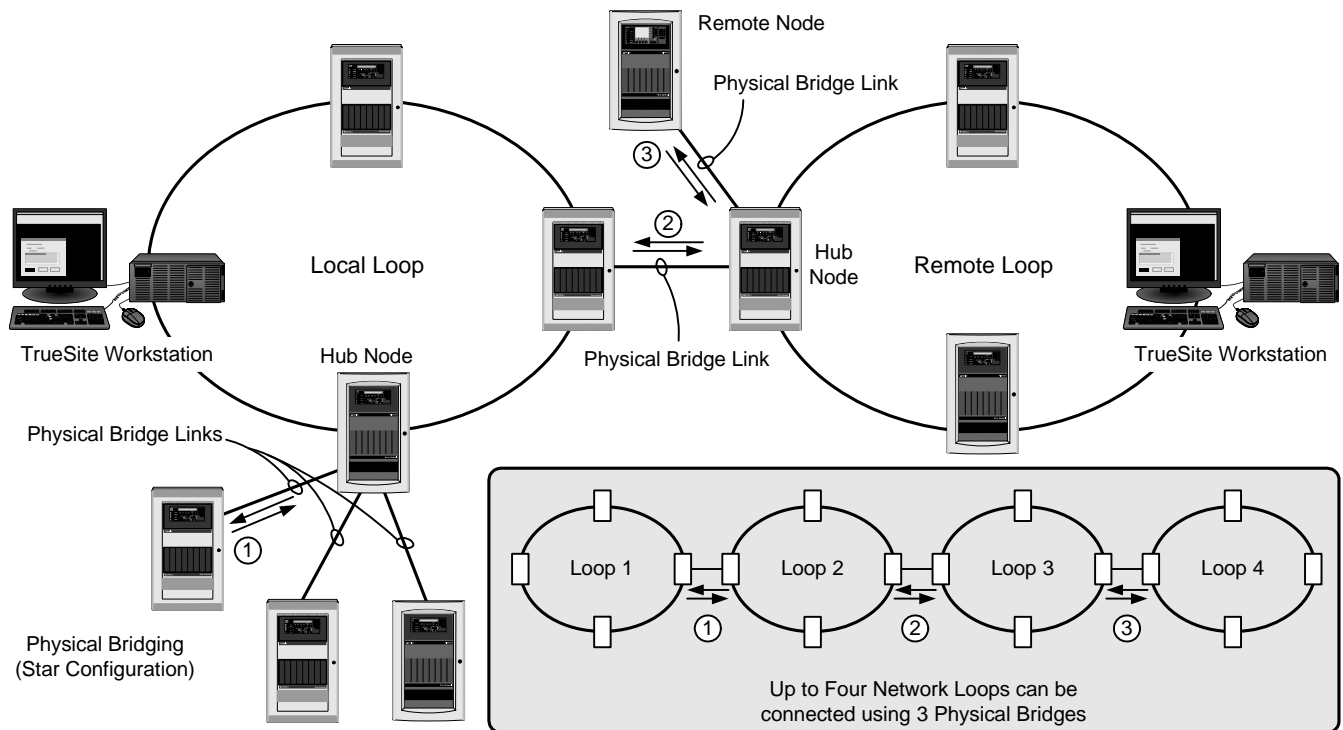 Remote Node
Physical Bridge Link
3
2
Local Loop
Hub
Node
Remote Loop
TrueSite Workstation
Physical Bridge Link
TrueSite Workstation
Hub Node
Physical Bridge Links
1
Physical Bridging
(Star Configuration)
Loop 1
Loop 2
Loop 3
Loop 4
1
2
3
Up to Four Network Loops can be
connected using 3 Physical Bridges